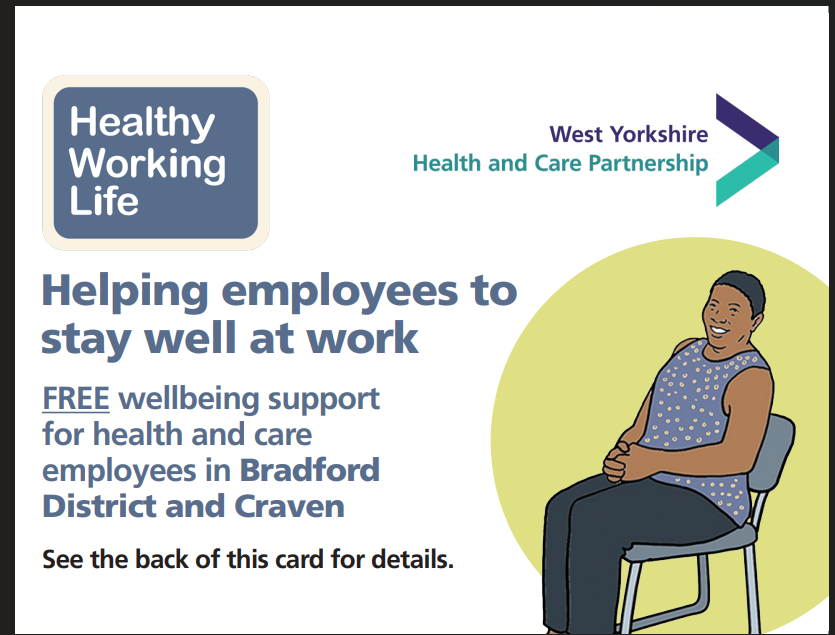 Healthy
Working
Life
West Yorkshire
Health and Care Partnership
Helping employees to
stay well at work
FREE wellbeing support
for health and care
employees in Bradford
District and Craven
See the back of this card for details.